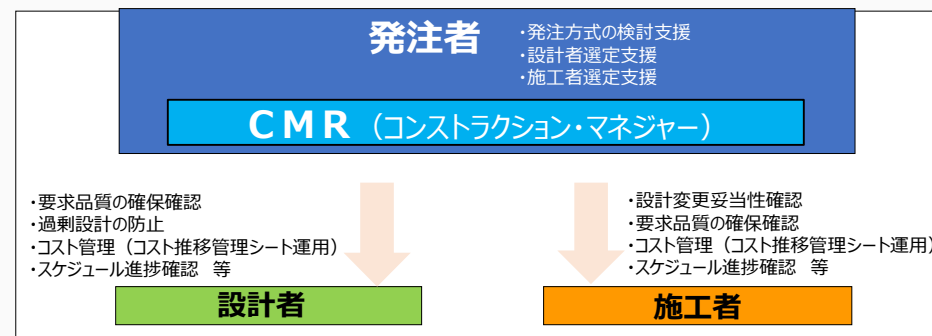 発注者
・発注方式の検討支援
・設計者選定支援
・施工者選定支援
CMR（コンストラクション・マネジャー）
・要求品質の確保確認
・過剰設計の防止
・コスト管理（コスト推移管理シート運用）
・スケジュール進捗確認　等
・設計変更妥当性確認
・要求品質の確保確認
・コスト管理（コスト推移管理シート運用）
・スケジュール進捗確認　等
設計者
施工者